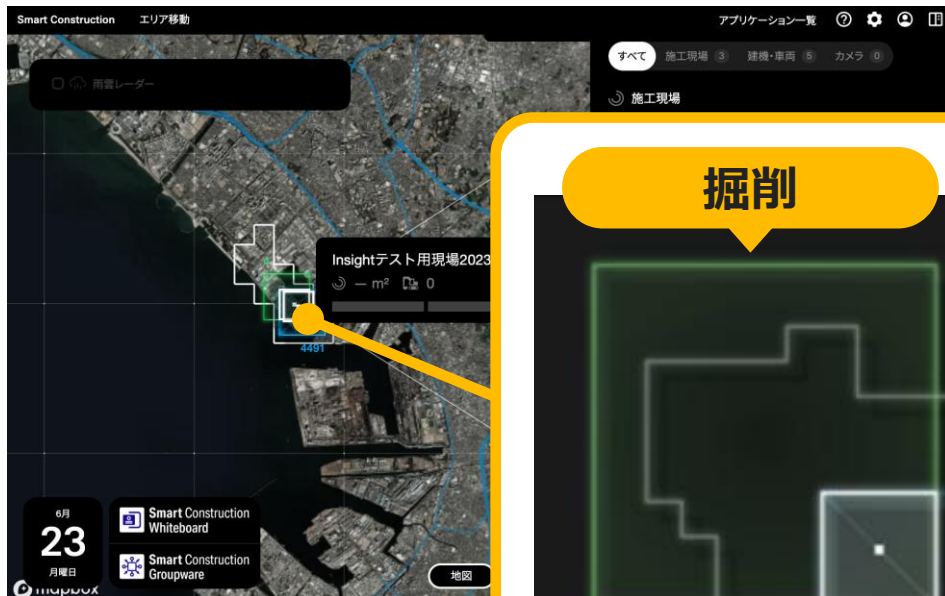 Smart Construction エリア移動 アプリケーション一覧
すべて 施工現場 3 建機・車両 5 カメラ 0
雨雲レーダー
施工現場
掘削
Insightテスト用現場2023
— m² 0
4491
6月
23
月曜日
Smart Construction
Whiteboard
Smart Construction
Groupware
地図
mapbox